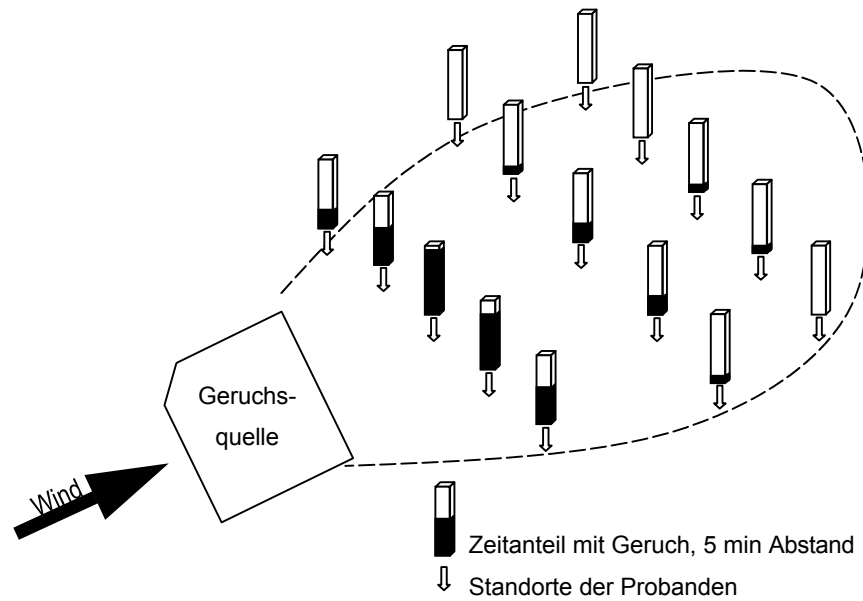 Geruchs-
quelle
Wind
Zeitanteil mit Geruch, 5 min Abstand
Standorte der Probanden